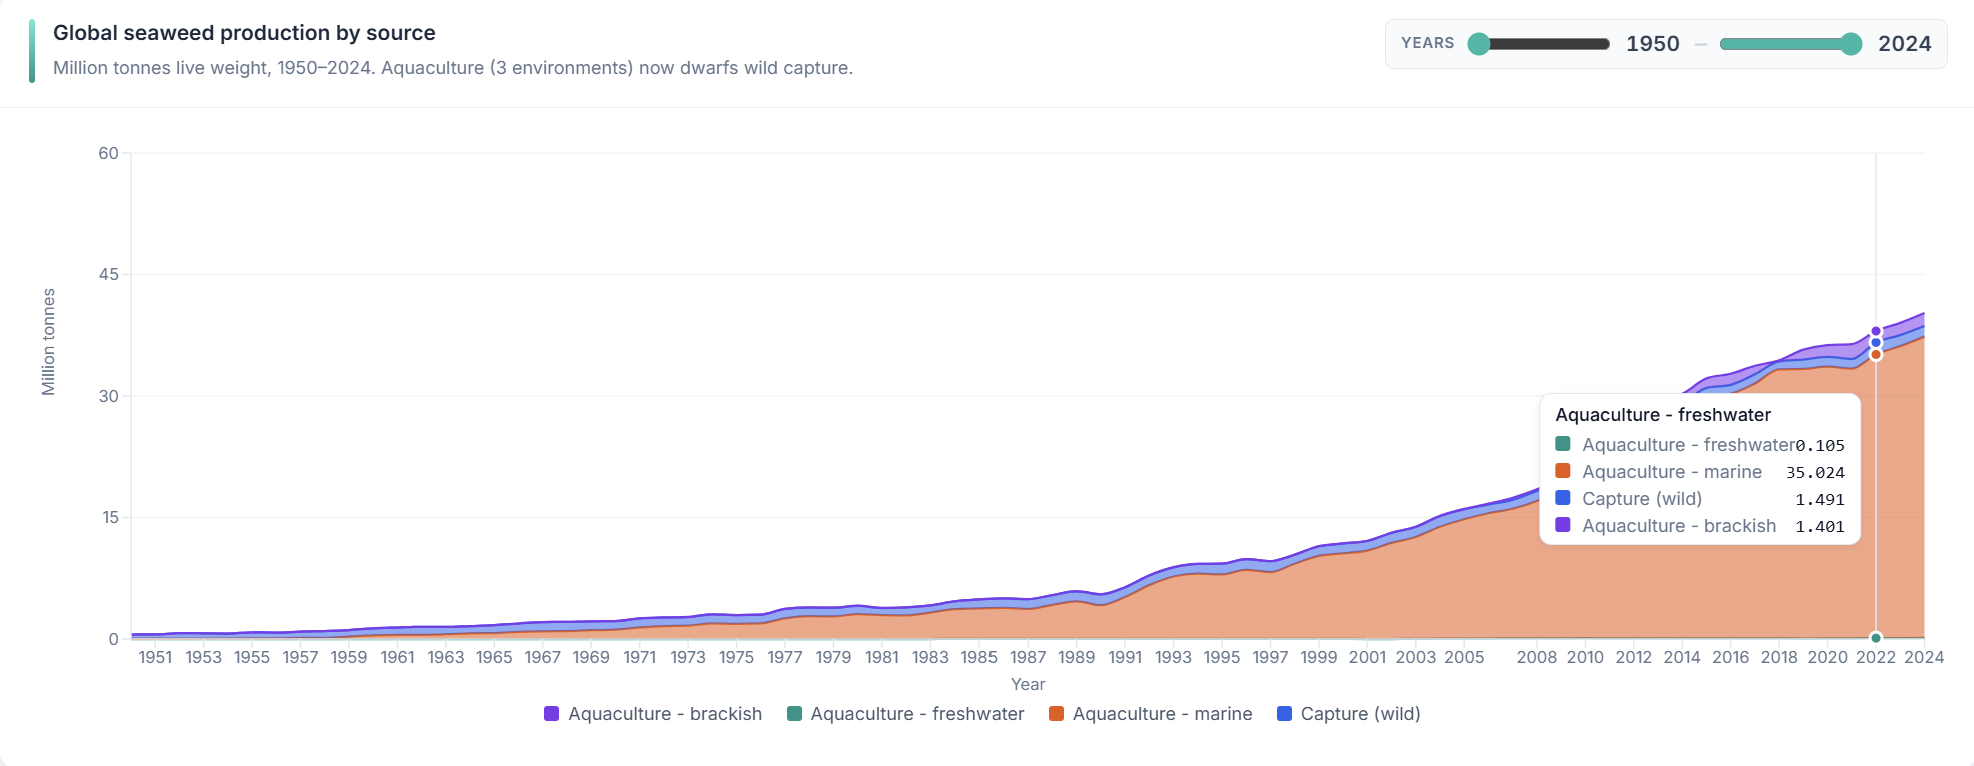 Global seaweed production by source
Million tonnes live weight, 1950–2024. Aquaculture (3 environments) now dwarfs wild capture.
YEARS 1950 – 2024
60
45
30
15
0
Million tonnes
Aquaculture - freshwater
Aquaculture - freshwater 0.105
Aquaculture - marine 35.024
Capture (wild) 1.491
Aquaculture - brackish 1.401
1951 1953 1955 1957 1959 1961 1963 1965 1967 1969 1971 1973 1975 1977 1979 1981 1983 1985 1987 1989 1991 1993 1995 1997 1999 2001 2003 2005 2008 2010 2012 2014 2016 2018 2020 2022 2024
Year
Aquaculture - brackish Aquaculture - freshwater Aquaculture - marine Capture (wild)